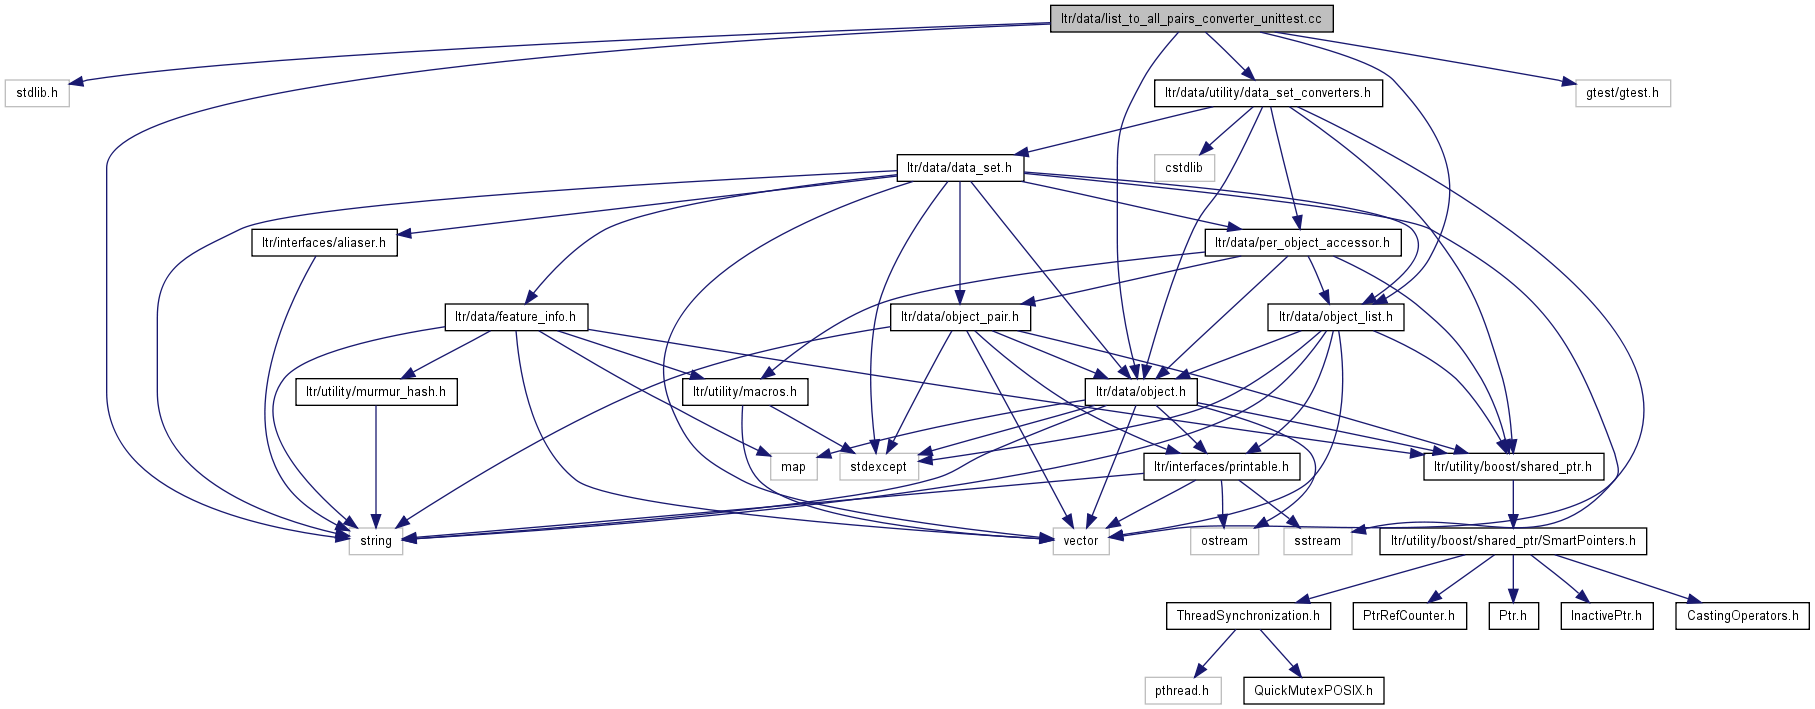 ltr/data/list_to_all_pairs_converter_unittest.cc
stdlib.h
ltr/data/utility/data_set_converters.h
gtest/gtest.h
ltr/data/data_set.h
cstdlib
ltr/interfaces/aliaser.h
ltr/data/per_object_accessor.h
ltr/data/feature_info.h
ltr/data/object_pair.h
ltr/data/object_list.h
ltr/utility/murmur_hash.h
ltr/utility/macros.h
ltr/data/object.h
map
stdexcept
ltr/interfaces/printable.h
ltr/utility/boost/shared_ptr.h
string
vector
ostream
sstream
ltr/utility/boost/shared_ptr/SmartPointers.h
ThreadSynchronization.h
PtrRefCounter.h
Ptr.h
InactivePtr.h
CastingOperators.h
pthread.h
QuickMutexPOSIX.h